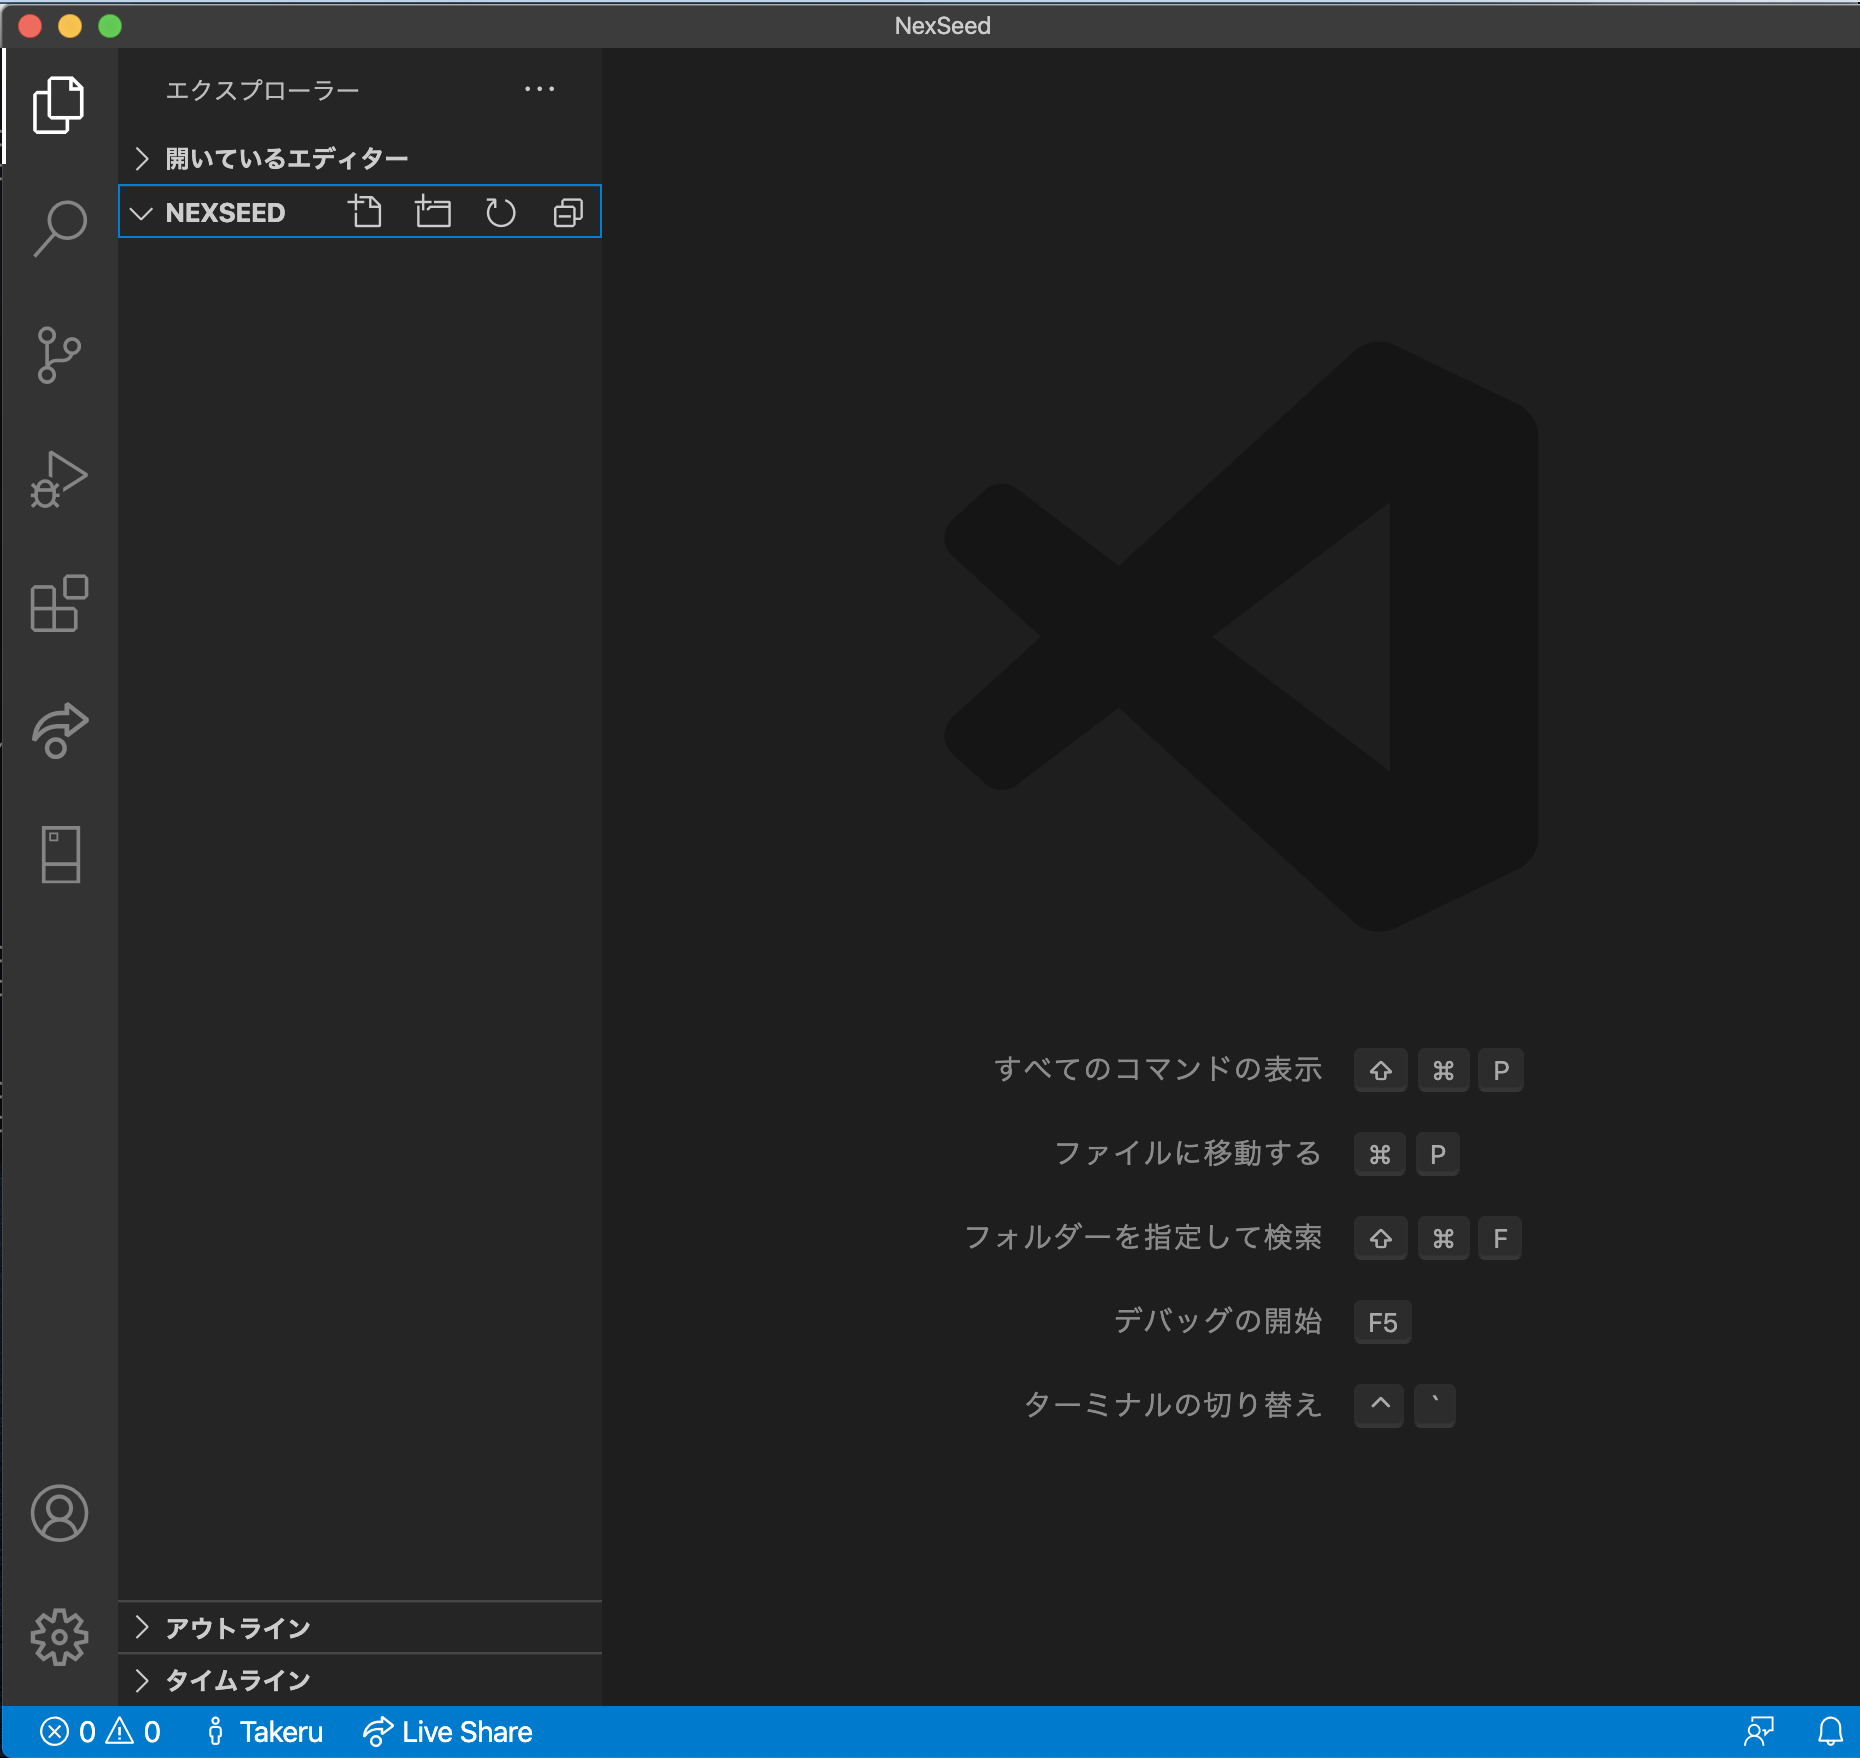 NexSeed
エクスプローラー
開いているエディター
NEXSEED
すべてのコマンドの表示 ⇧ ⌘ P
ファイルに移動する ⌘ P
フォルダーを指定して検索 ⇧ ⌘ F
デバッグの開始 F5
ターミナルの切り替え ^ `
アウトライン
タイムライン
0 0 Takeru Live Share